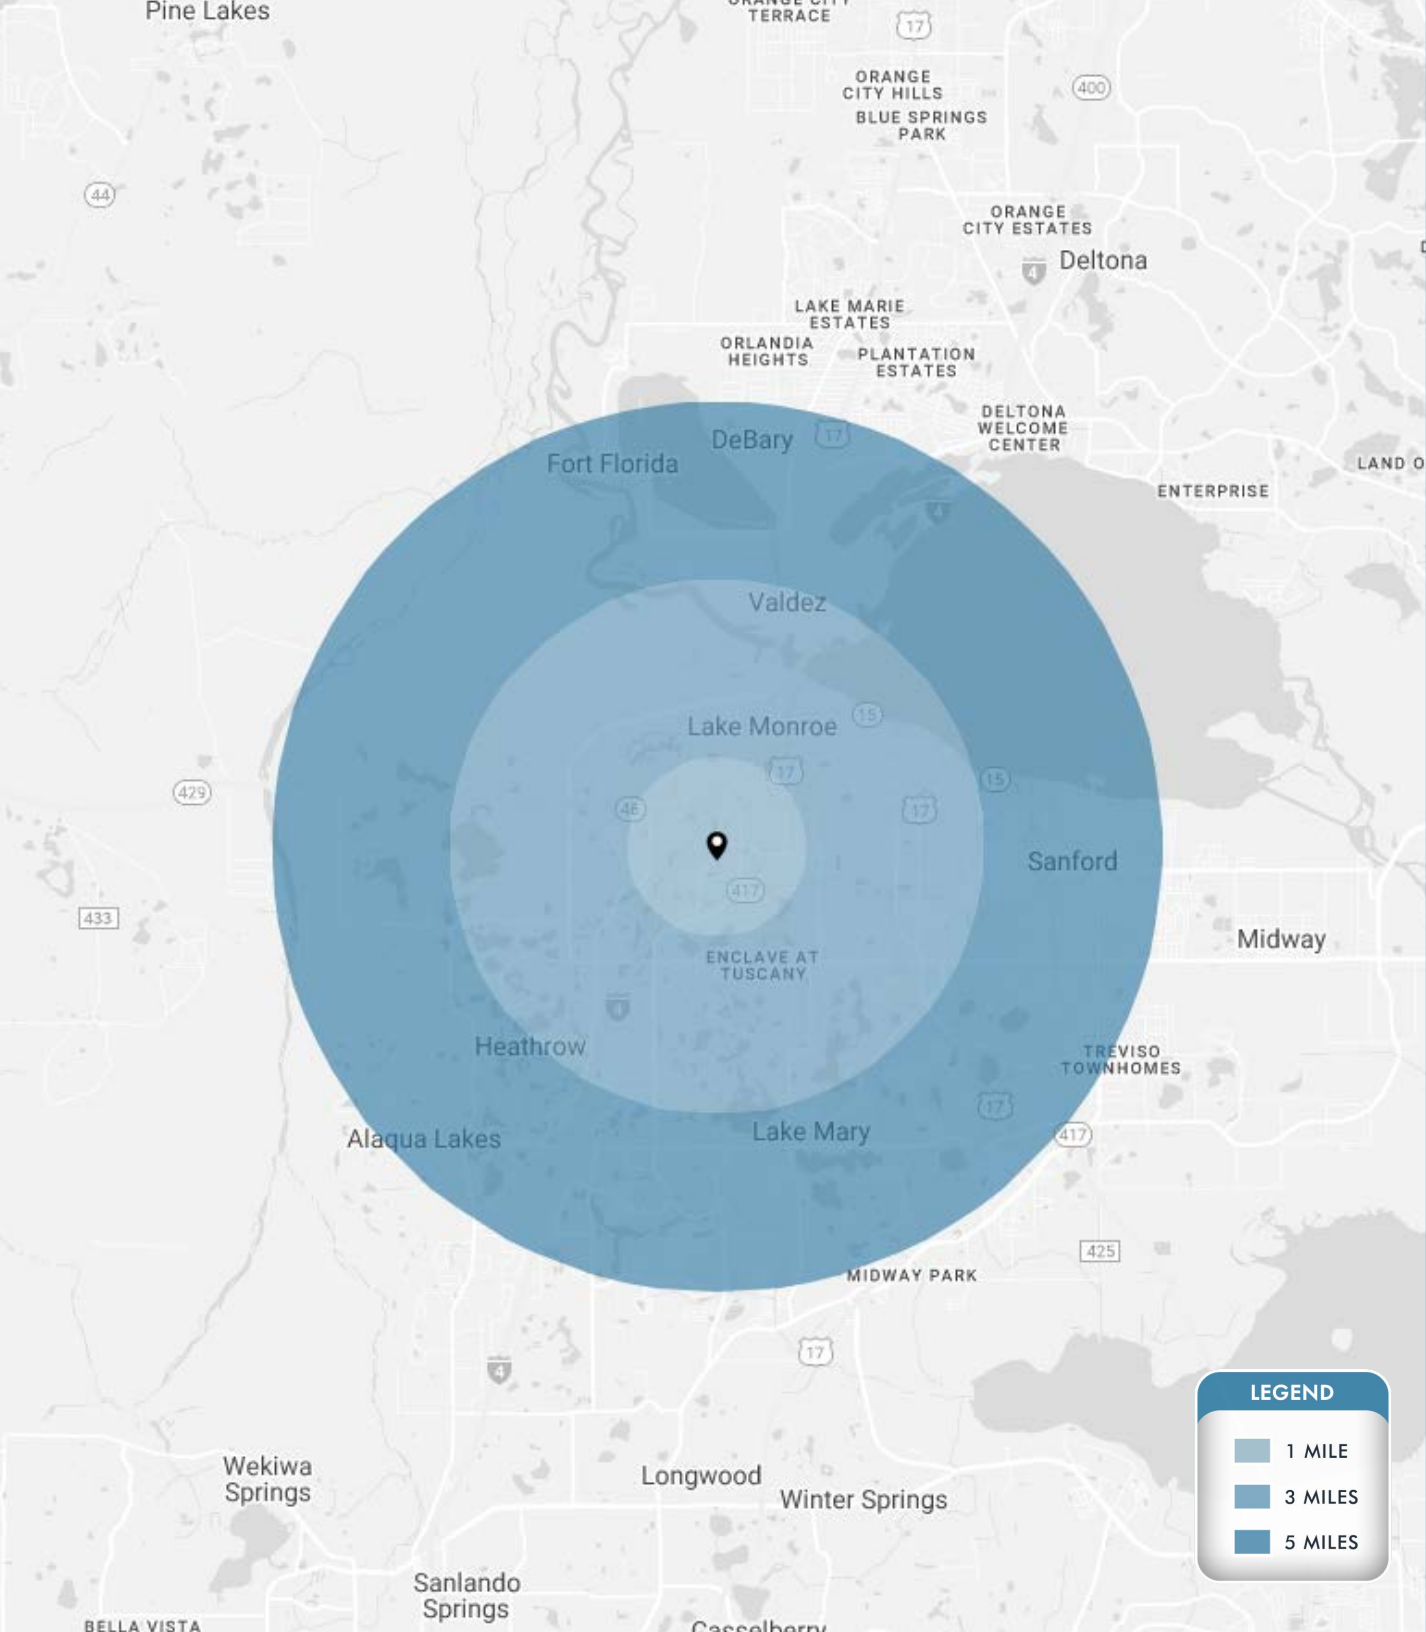 Pine Lakes
TERRACE
17
ORANGE
CITY HILLS
400
BLUE SPRINGS
PARK
44
ORANGE
CITY ESTATES
Deltona
4
LAKE MARIE
ESTATES
ORLANDIA
HEIGHTS
PLANTATION
ESTATES
DELTONA
WELCOME
CENTER
DeBary
17
Fort Florida
LAND O
ENTERPRISE
4
Valdez
15
Lake Monroe
17
15
429
46
17
Sanford
417
433
Midway
ENCLAVE AT
TUSCANY
4
Heathrow
TREVISO
TOWNHOMES
17
Lake Mary
417
Alaqua Lakes
425
MIDWAY PARK
17
4
LEGEND
1 MILE
3 MILES
5 MILES
Wekiwa
Springs
Longwood
Winter Springs
Sanlando
Springs
BELLA VISTA